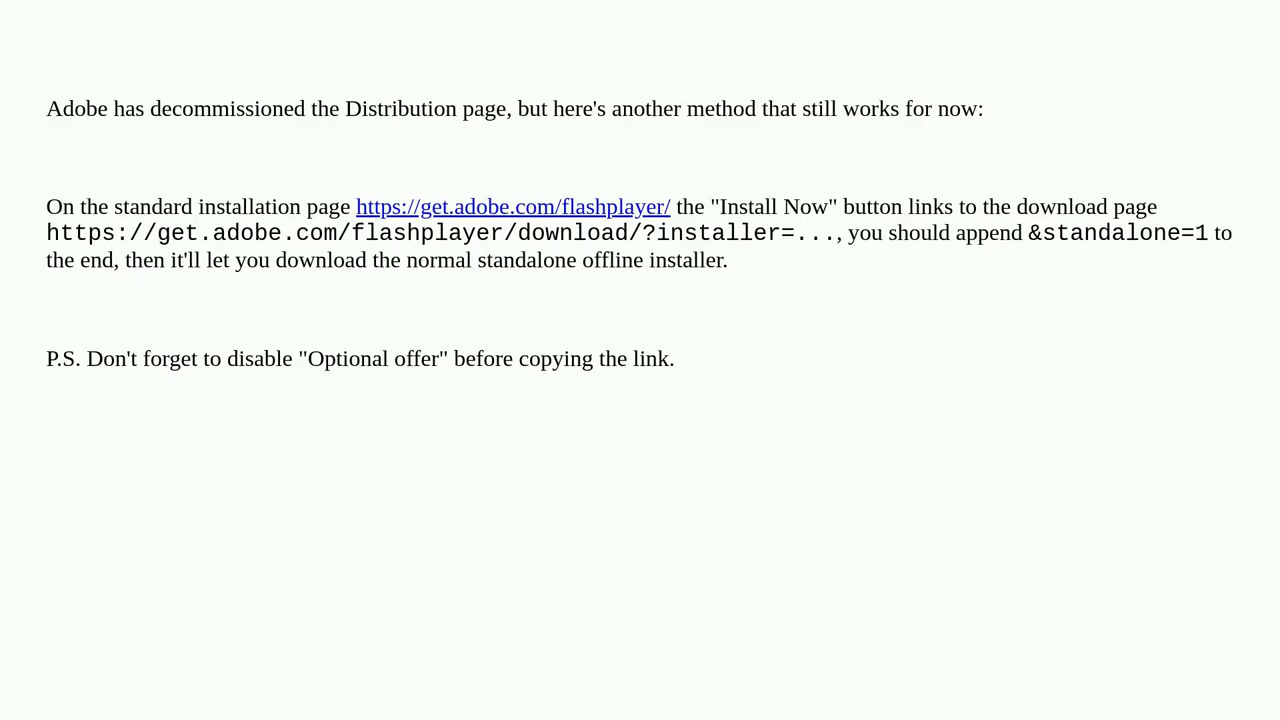 Adobe has decommissioned the Distribution page, but here's another method that still works for now:
On the standard installation page https://get.adobe.com/flashplayer/ the "Install Now" button links to the download page
https://get.adobe.com/flashplayer/download/?installer=..., you should append &standalone=1 to
the end, then it'll let you download the normal standalone offline installer.
P.S. Don't forget to disable "Optional offer" before copying the link.